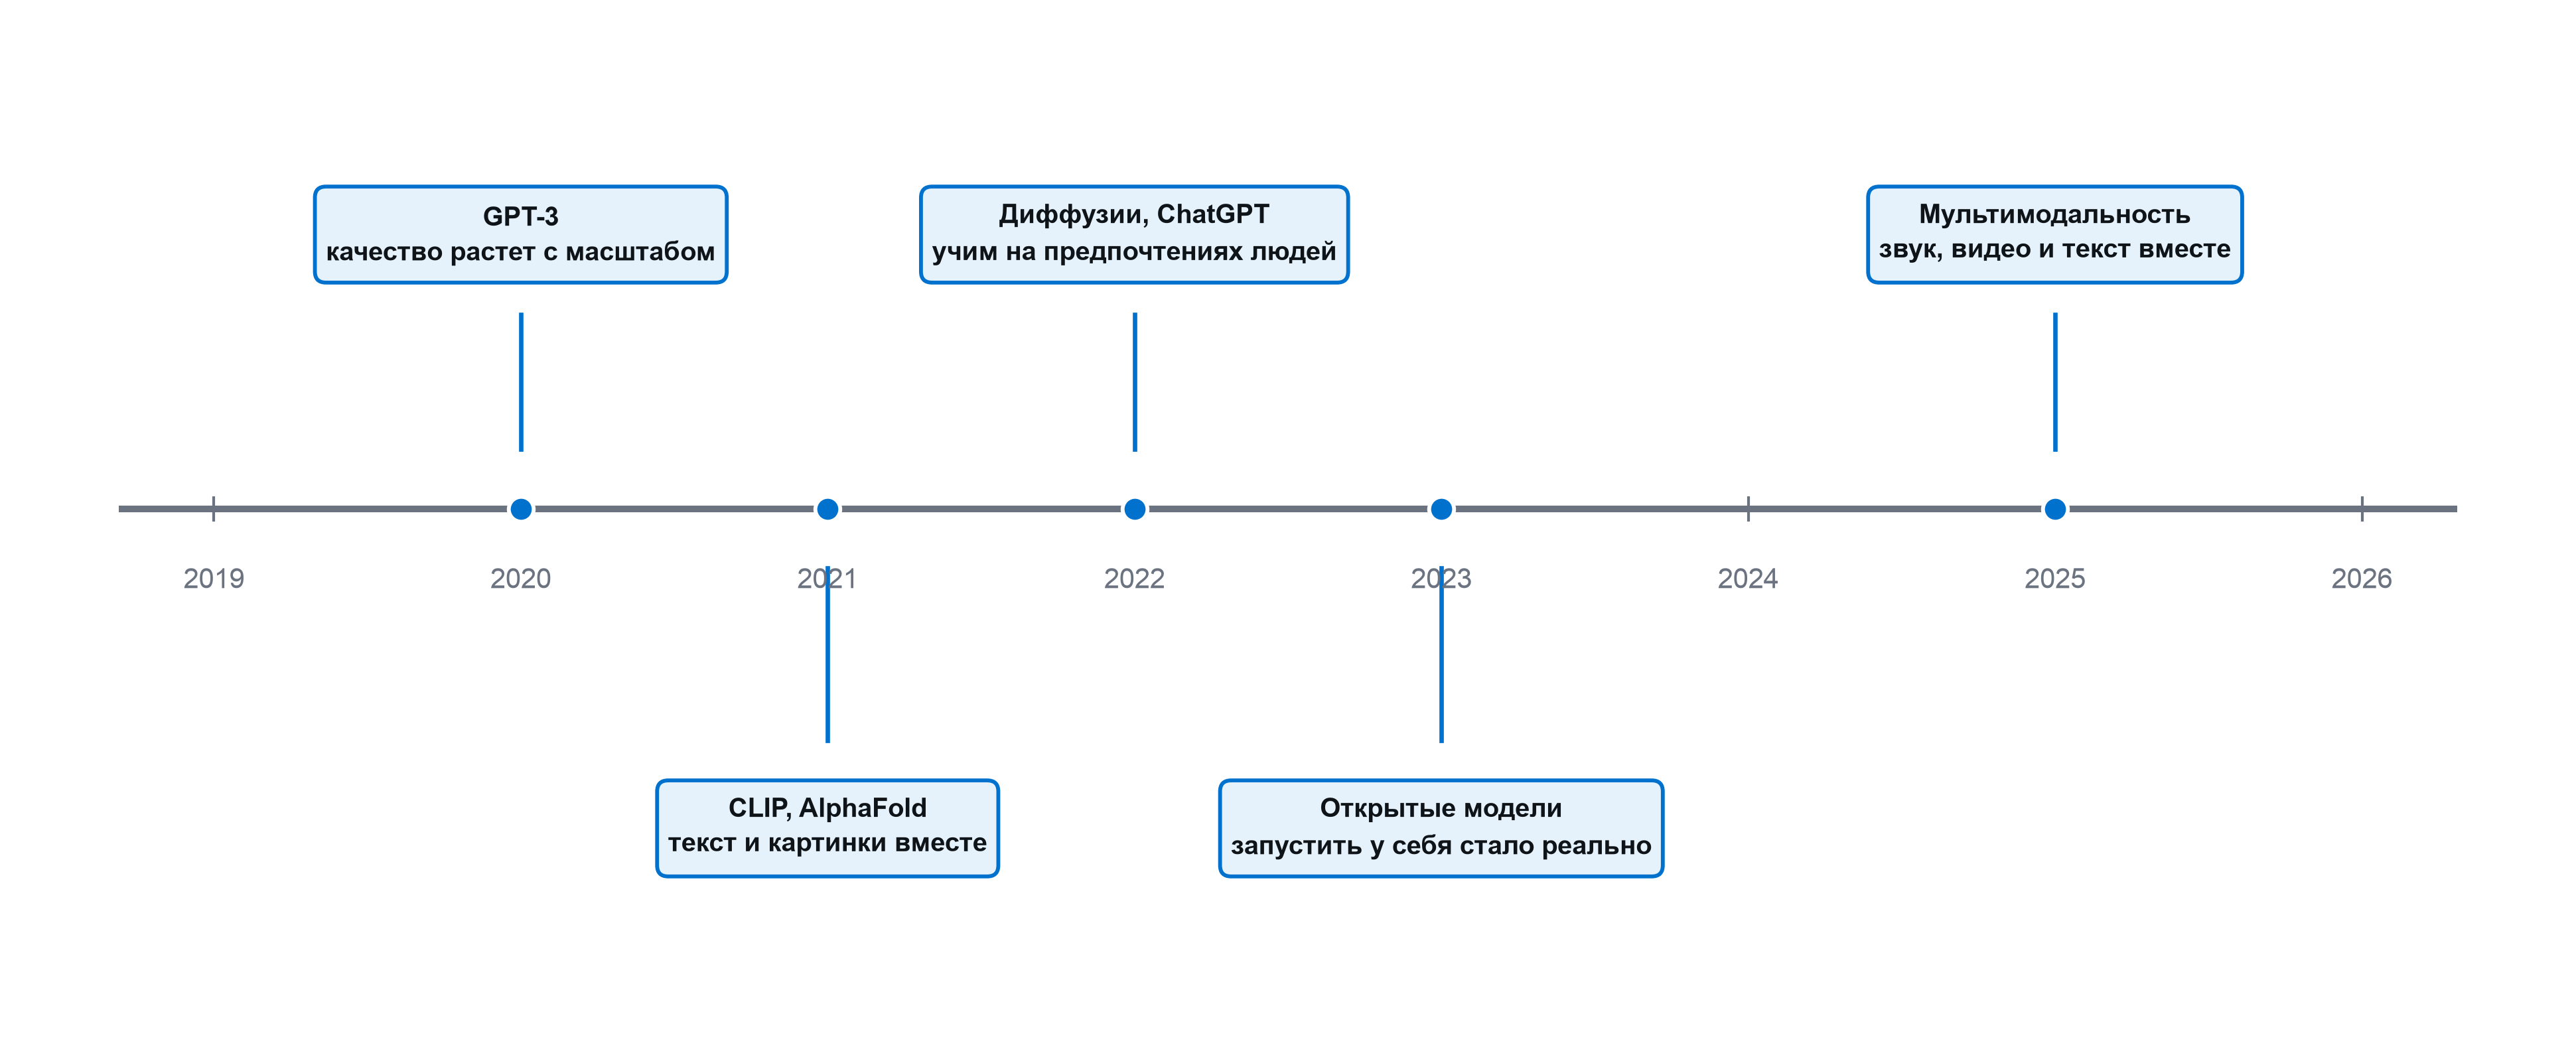 GPT-3
качество растет с масштабом
Диффузии, ChatGPT
учим на предпочтениях людей
Мультимодальность
звук, видео и текст вместе
2019
2020
2021
2022
2023
2024
2025
2026
CLIP, AlphaFold
текст и картинки вместе
Открытые модели
запустить у себя стало реально